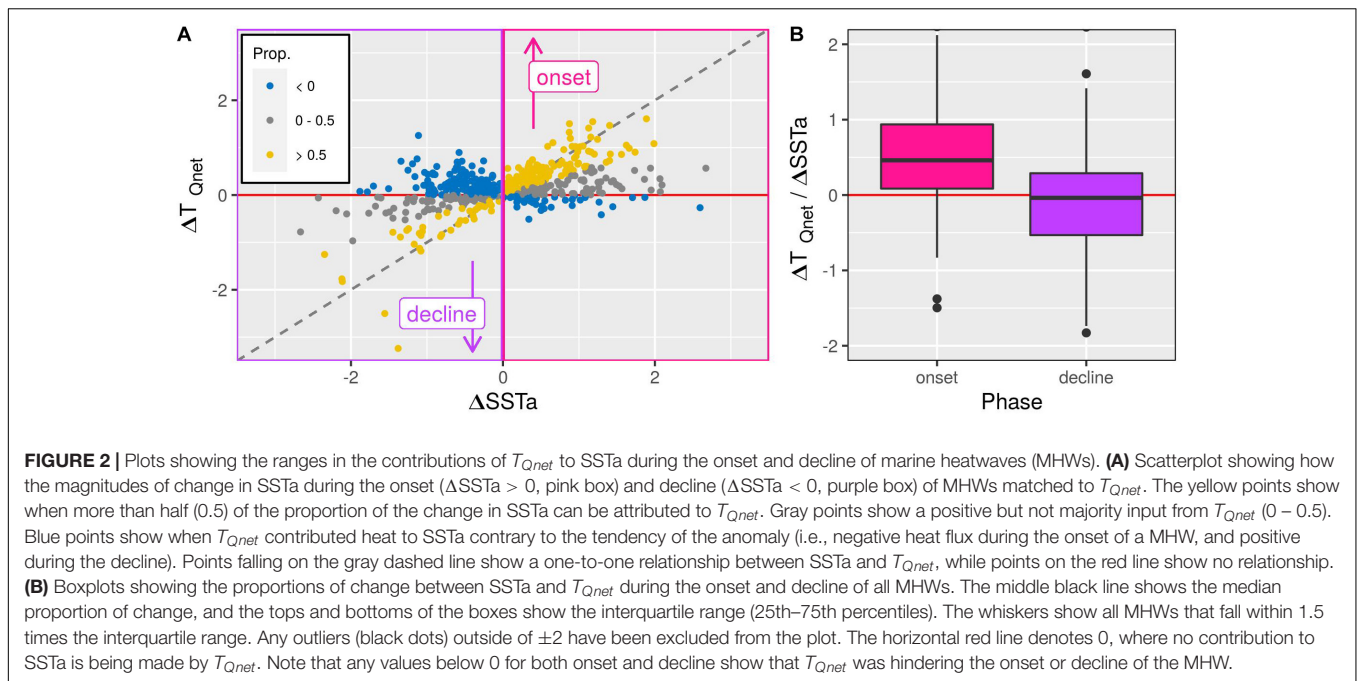 A
Prop.
< 0
0 - 0.5
> 0.5
onset
decline
2
0
-2
ΔT Qnet
-2
0
2
ΔSSTa
B
2
1
0
-1
-2
ΔT Qnet / ΔSSTa
onset
decline
Phase
FIGURE 2 | Plots showing the ranges in the contributions of TQnet to SSTa during the onset and decline of marine heatwaves (MHWs). (A) Scatterplot showing how
the magnitudes of change in SSTa during the onset (ΔSSTa > 0, pink box) and decline (ΔSSTa < 0, purple box) of MHWs matched to TQnet. The yellow points show
when more than half (0.5) of the proportion of the change in SSTa can be attributed to TQnet. Gray points show a positive but not majority input from TQnet (0 – 0.5).
Blue points show when TQnet contributed heat to SSTa contrary to the tendency of the anomaly (i.e., negative heat flux during the onset of a MHW, and positive
during the decline). Points falling on the gray dashed line show a one-to-one relationship between SSTa and TQnet, while points on the red line show no relationship.
(B) Boxplots showing the proportions of change between SSTa and TQnet during the onset and decline of all MHWs. The middle black line shows the median
proportion of change, and the tops and bottoms of the boxes show the interquartile range (25th–75th percentiles). The whiskers show all MHWs that fall within 1.5
times the interquartile range. Any outliers (black dots) outside of ±2 have been excluded from the plot. The horizontal red line denotes 0, where no contribution to
SSTa is being made by TQnet. Note that any values below 0 for both onset and decline show that TQnet was hindering the onset or decline of the MHW.